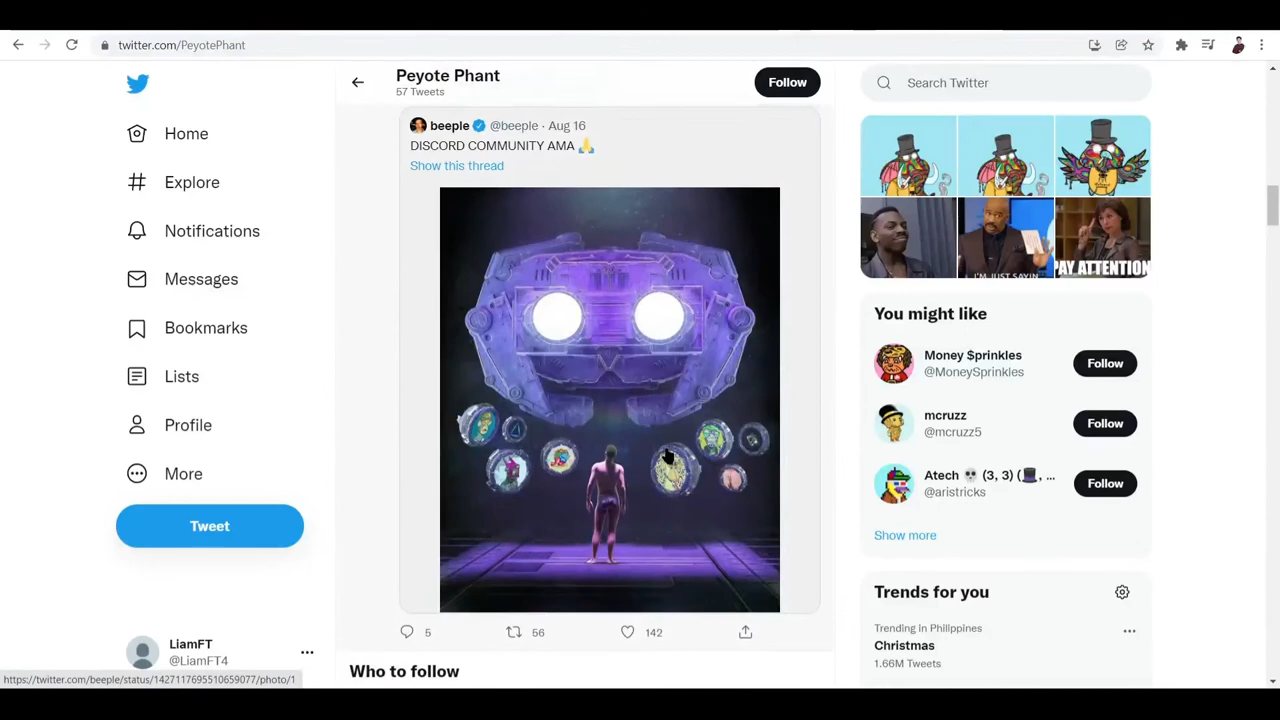 twitter.com/PeyotePhant
Peyote Phant
57 Tweets
Follow
Search Twitter
Home
Explore
Notifications
Messages
Bookmarks
Lists
Profile
More
Tweet
LiamFT
@LiamFT4
https://twitter.com/beeple/status/1427117695510659077/photo/1
beeple @beeple · Aug 16
DISCORD COMMUNITY AMA 🙏
Show this thread
5 56 142
Who to follow
I'M JUST SAYIN'
PAY ATTENTION
You might like
Money $prinkles
@MoneySprinkles
Follow
mcruzz
@mcruzz5
Follow
Atech 💀 (3, 3) (🎩, ...
@aristricks
Follow
Show more
Trends for you
Trending in Philippines
Christmas
1.66M Tweets